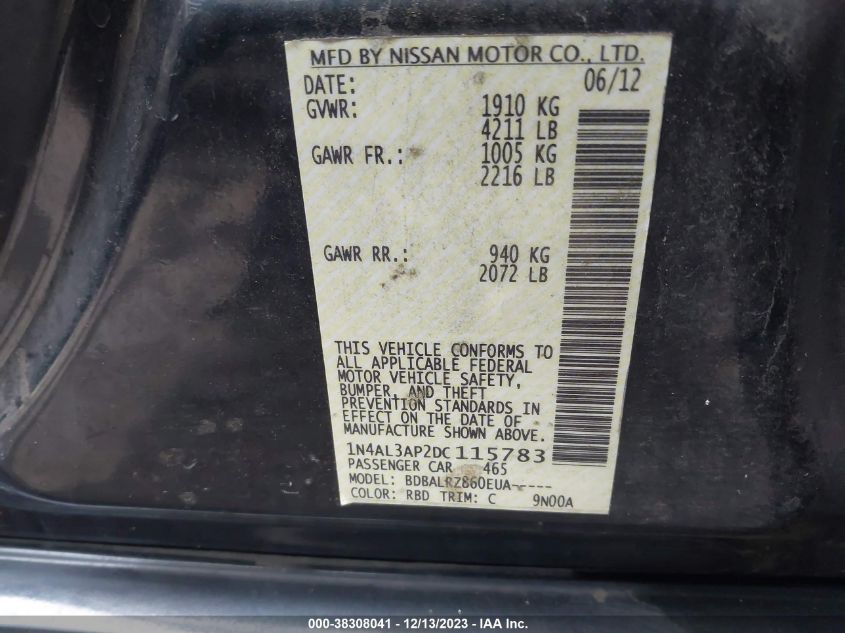 MFD BY NISSAN MOTOR CO., LTD.
DATE: 06/12
GVWR: 1910 KG
4211 LB
GAWR FR.: 1005 KG
2216 LB
GAWR RR.: 940 KG
2072 LB
THIS VEHICLE CONFORMS TO
ALL APPLICABLE FEDERAL
MOTOR VEHICLE SAFETY,
BUMPER, AND THEFT
PREVENTION STANDARDS IN
EFFECT ON THE DATE OF
MANUFACTURE SHOWN ABOVE.
1N4AL3AP2DC115783
PASSENGER CAR 465
MODEL: BDBALRZ860EUA-----
COLOR: RBD TRIM: C 9N00A
000-38308041 - 12/13/2023 - IAA Inc.